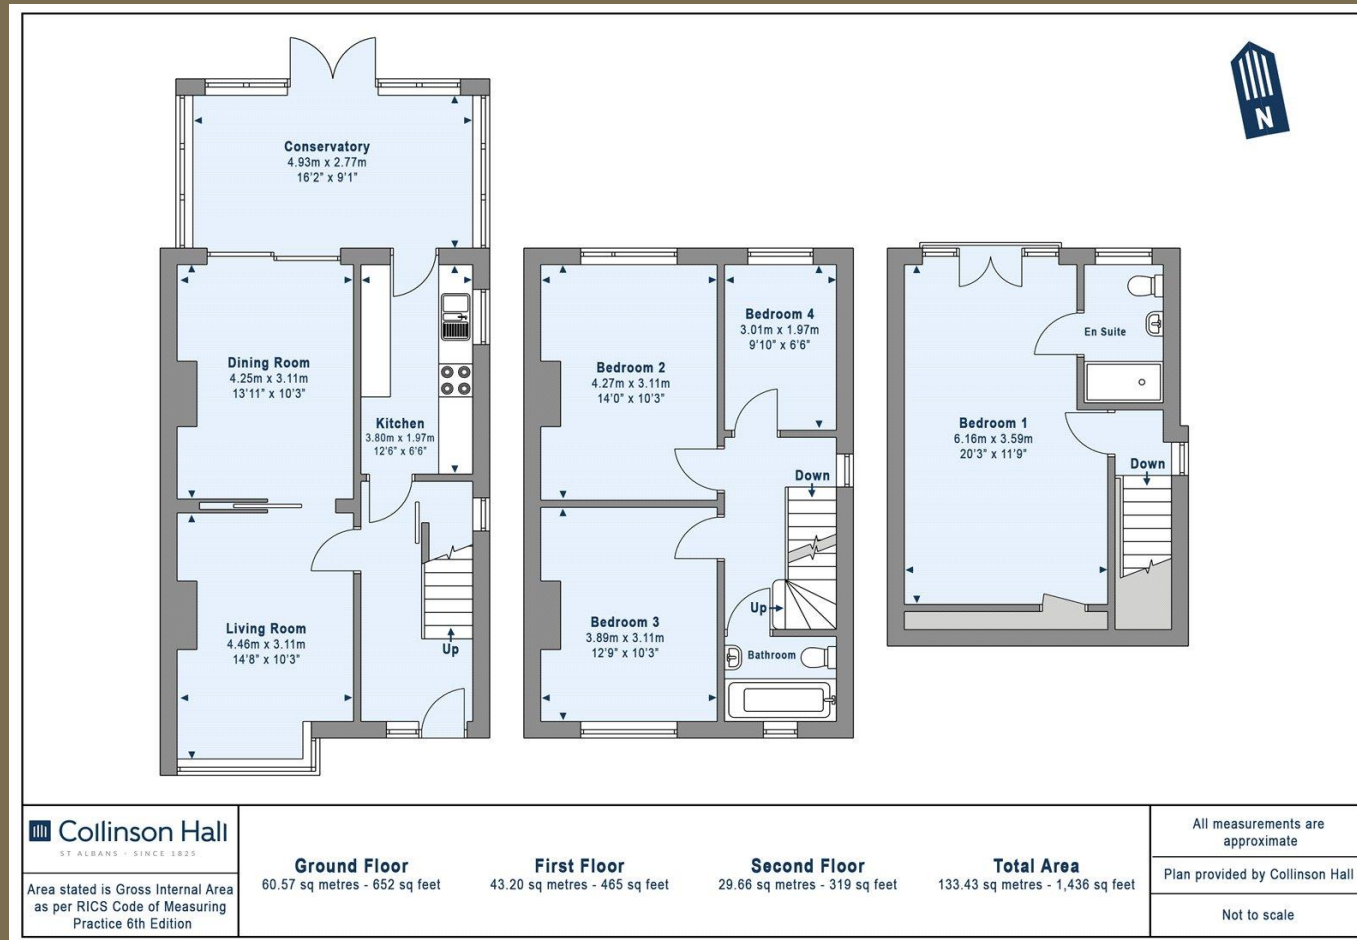 N
Conservatory
4.93m x 2.77m
16'2" x 9'1"
Dining Room
4.25m x 3.11m
13'11" x 10'3"
Kitchen
3.80m x 1.97m
12'6" x 6'6"
Living Room
4.46m x 3.11m
14'8" x 10'3"
Up
Bedroom 2
4.27m x 3.11m
14'0" x 10'3"
Bedroom 4
3.01m x 1.97m
9'10" x 6'6"
Down
Bedroom 3
3.89m x 3.11m
12'9" x 10'3"
Up
Bathroom
Bedroom 1
6.16m x 3.59m
20'3" x 11'9"
En Suite
Down
Collinson Hall
ST ALBANS · SINCE 1825
Area stated is Gross Internal Area
as per RICS Code of Measuring
Practice 6th Edition
Ground Floor
60.57 sq metres - 652 sq feet
First Floor
43.20 sq metres - 465 sq feet
Second Floor
29.66 sq metres - 319 sq feet
Total Area
133.43 sq metres - 1,436 sq feet
All measurements are
approximate
Plan provided by Collinson Hall
Not to scale